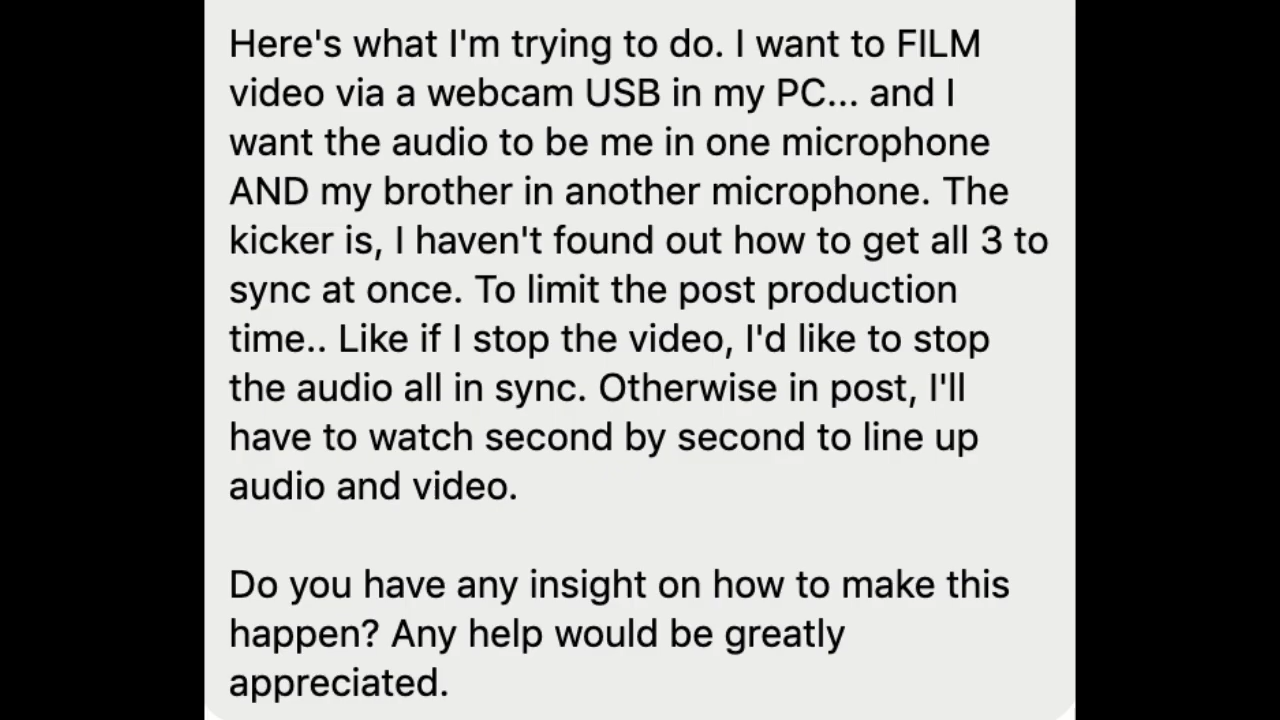 Here's what I'm trying to do. I want to FILM
video via a webcam USB in my PC... and I
want the audio to be me in one microphone
AND my brother in another microphone. The
kicker is, I haven't found out how to get all 3 to
sync at once. To limit the post production
time.. Like if I stop the video, I'd like to stop
the audio all in sync. Otherwise in post, I'll
have to watch second by second to line up
audio and video.
Do you have any insight on how to make this
happen? Any help would be greatly
appreciated.